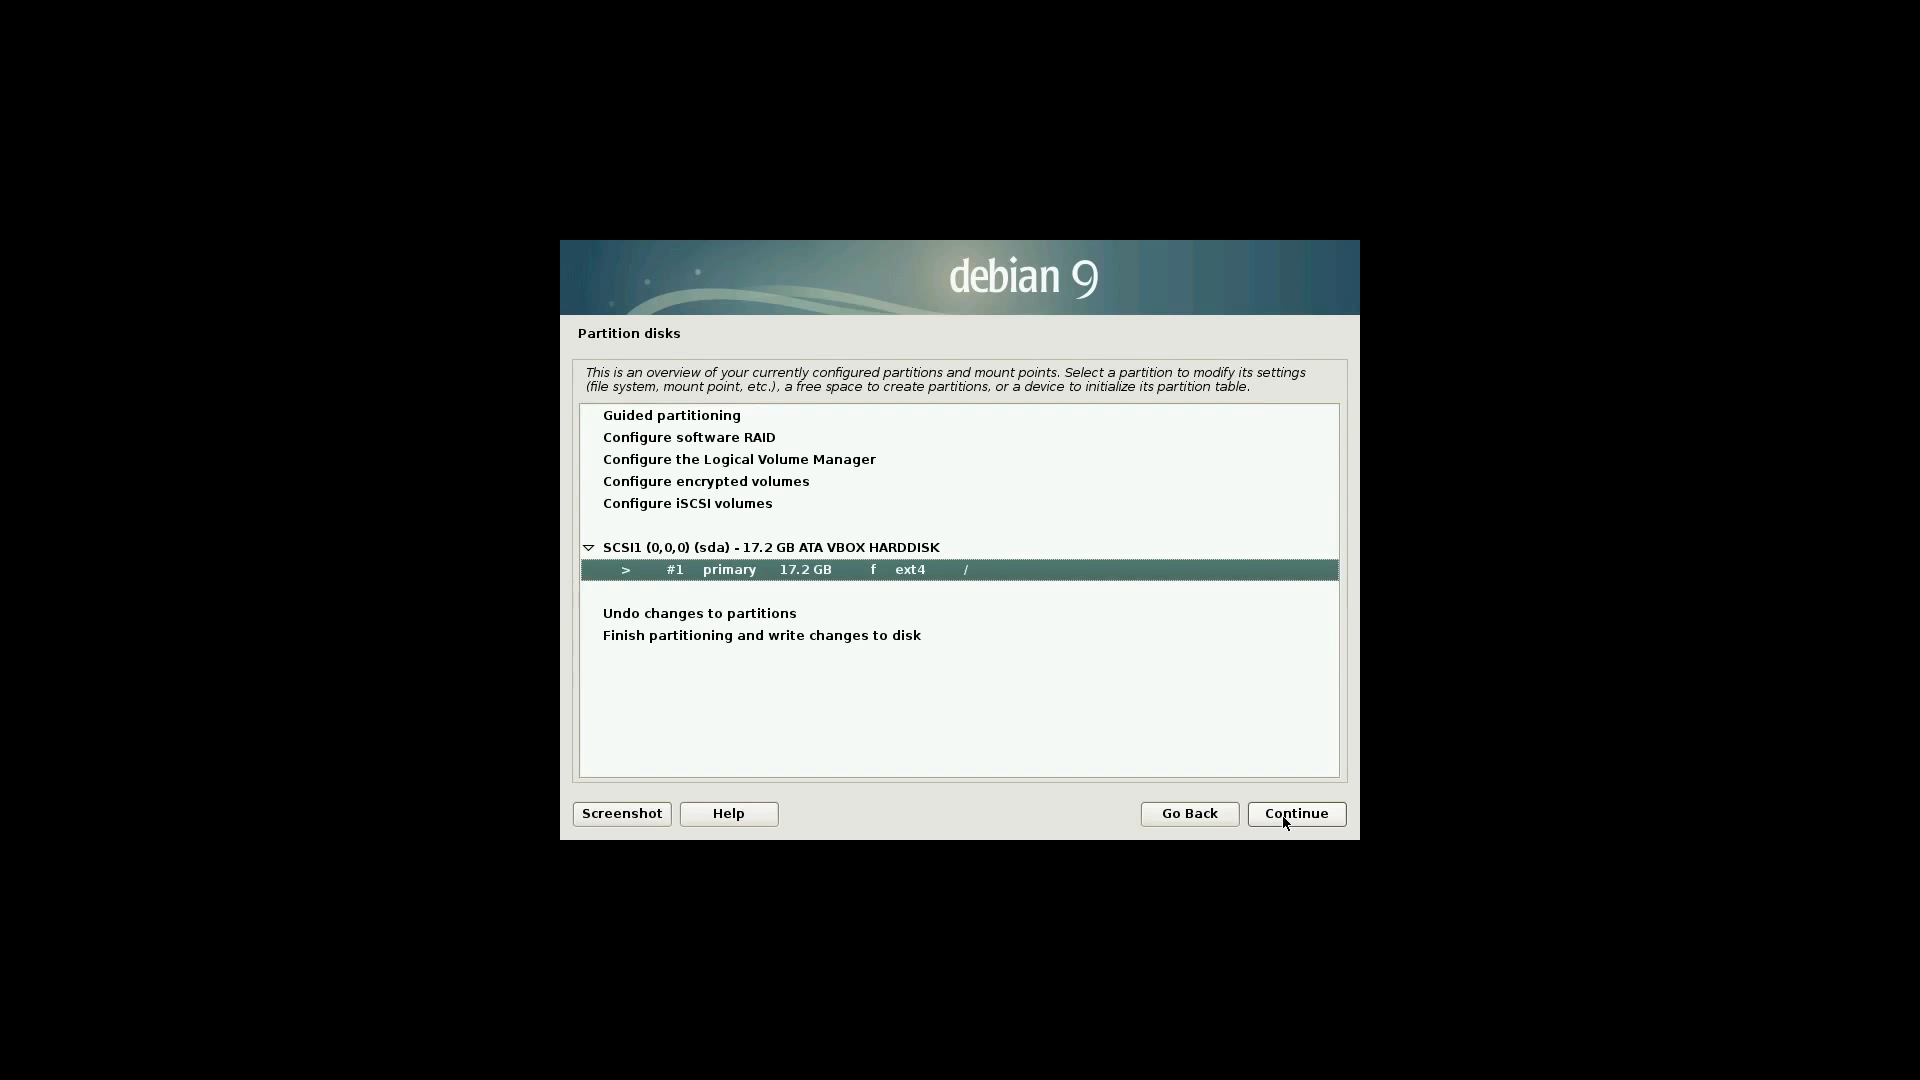 debian 9
Partition disks
This is an overview of your currently configured partitions and mount points. Select a partition to modify its settings
(file system, mount point, etc.), a free space to create partitions, or a device to initialize its partition table.
Guided partitioning
Configure software RAID
Configure the Logical Volume Manager
Configure encrypted volumes
Configure iSCSI volumes
SCSI1 (0,0,0) (sda) - 17.2 GB ATA VBOX HARDDISK
> #1 primary 17.2 GB f ext4 /
Undo changes to partitions
Finish partitioning and write changes to disk
Screenshot Help Go Back Continue